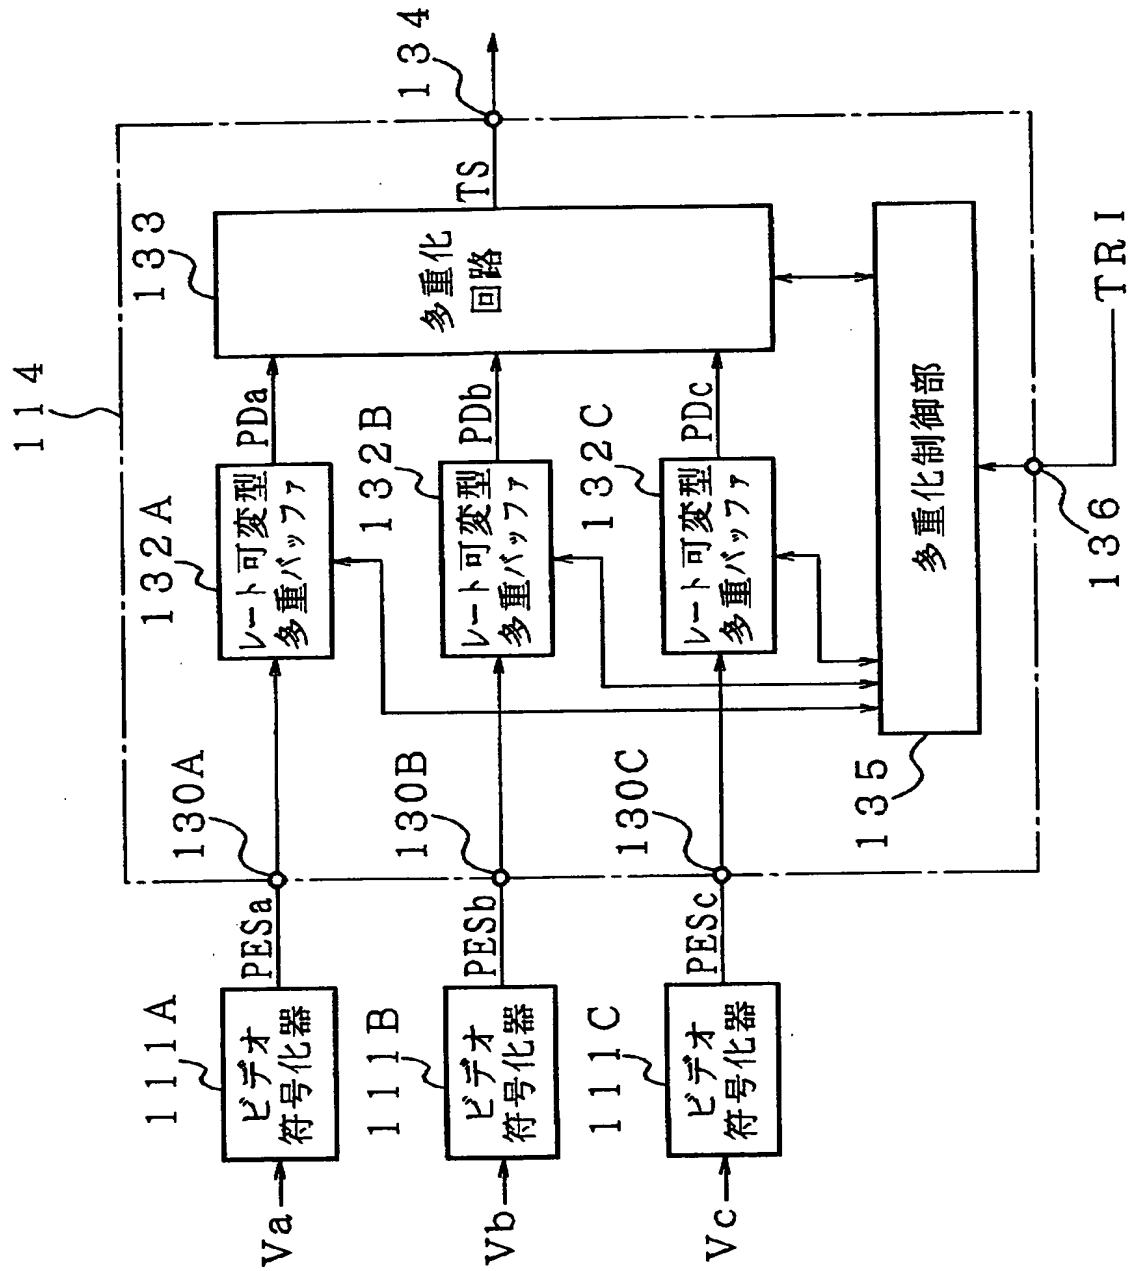 114
Va
111A
ビデオ
符号化器
PESa
130A
132A
レート可変型
多重バッファ
PDa
133
多重化
回路
TS
134
Vb
111B
ビデオ
符号化器
PESb
130B
132B
レート可変型
多重バッファ
PDb
Vc
111C
ビデオ
符号化器
PESc
130C
132C
レート可変型
多重バッファ
PDc
135
多重化制御部
136
TRI